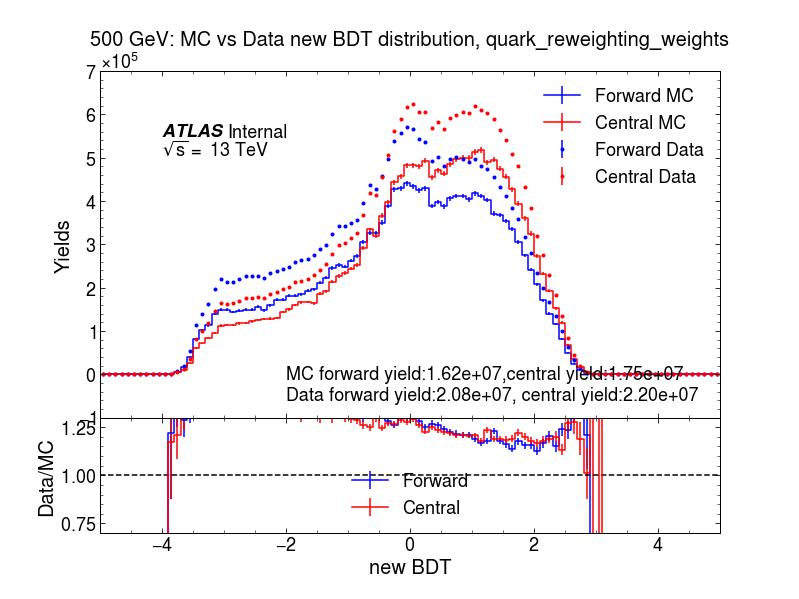 500 GeV: MC vs Data new BDT distribution, quark_reweighting_weights
×10⁵
7
6
5
4
3
2
1
0
1
Yields
ATLAS Internal
√s = 13 TeV
Forward MC
Central MC
Forward Data
Central Data
MC forward yield:1.62e+07,central yield:1.75e+07
Data forward yield:2.08e+07, central yield:2.20e+07
1.25
1.00
0.75
Data/MC
Forward
Central
−4 −2 0 2 4
new BDT